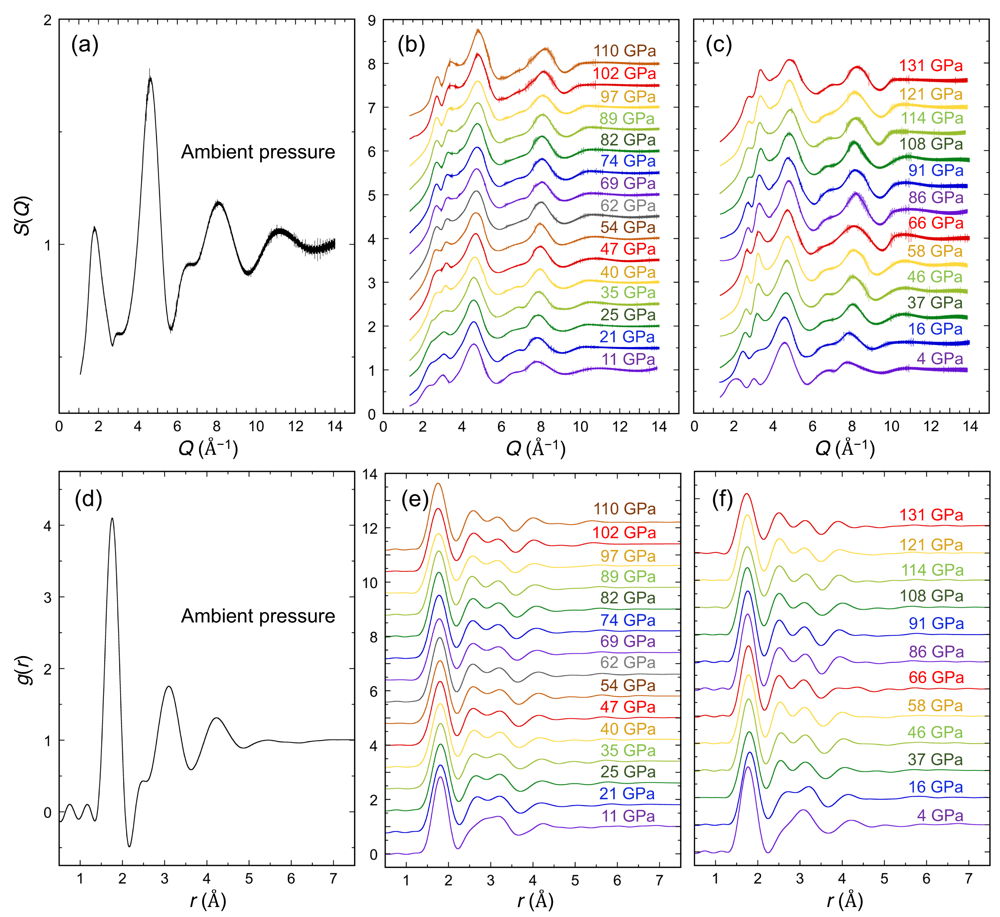 (a)
2
1
S(Q)
Ambient pressure
0 2 4 6 8 10 12 14
Q (Å⁻¹)
(b)
9
8
7
6
5
4
3
2
1
0
110 GPa
102 GPa
97 GPa
89 GPa
82 GPa
74 GPa
69 GPa
62 GPa
54 GPa
47 GPa
40 GPa
35 GPa
25 GPa
21 GPa
11 GPa
0 2 4 6 8 10 12 14
Q (Å⁻¹)
(c)
131 GPa
121 GPa
114 GPa
108 GPa
91 GPa
86 GPa
66 GPa
58 GPa
46 GPa
37 GPa
16 GPa
4 GPa
0 2 4 6 8 10 12 14
Q (Å⁻¹)
(d)
4
3
2
1
0
g(r)
Ambient pressure
1 2 3 4 5 6 7
r (Å)
(e)
14
12
10
8
6
4
2
0
110 GPa
102 GPa
97 GPa
89 GPa
82 GPa
74 GPa
69 GPa
62 GPa
54 GPa
47 GPa
40 GPa
35 GPa
25 GPa
21 GPa
11 GPa
1 2 3 4 5 6 7
r (Å)
(f)
131 GPa
121 GPa
114 GPa
108 GPa
91 GPa
86 GPa
66 GPa
58 GPa
46 GPa
37 GPa
16 GPa
4 GPa
1 2 3 4 5 6 7
r (Å)